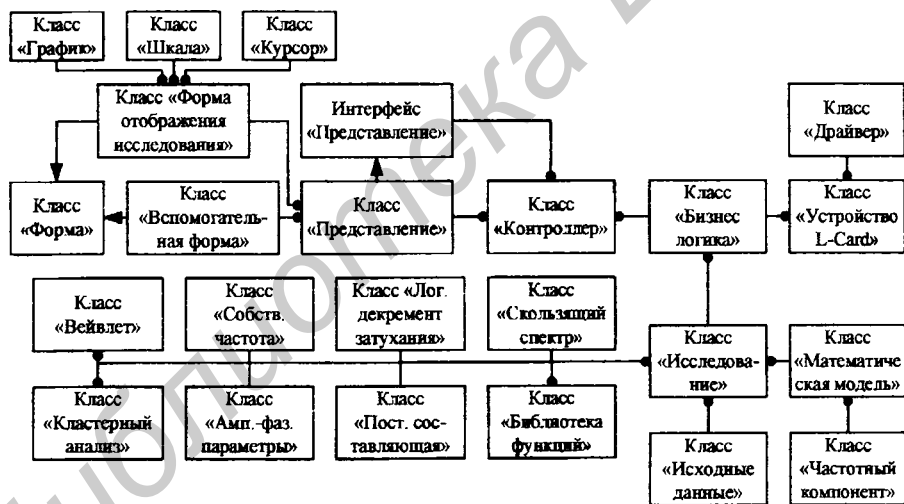 Класс
«График»
Класс
«Шкала»
Класс
«Курсор»
Класс «Форма
отображения
исследования»
Интерфейс
«Представление»
Класс
«Драйвер»
Класс
«Форма»
Класс
«Вспомогатель-
ная форма»
Класс
«Представление»
Класс
«Контроллер»
Класс
«Бизнес
логика»
Класс
«Устройство
L-Card»
Класс
«Вейвлет»
Класс
«Собств.
частота»
Класс «Лог.
декремент
затухания»
Класс
«Скользящий
спектр»
Класс
«Исследова-
ние»
Класс
«Математиче
ская модель»
Класс
«Кластерный
анализ»
Класс
«Амп.-фаз.
параметры»
Класс
«Пост. сос-
тавляющая»
Класс
«Библиотека
функций»
Класс
«Исходные
данные»
Класс
«Частотный
компонент»